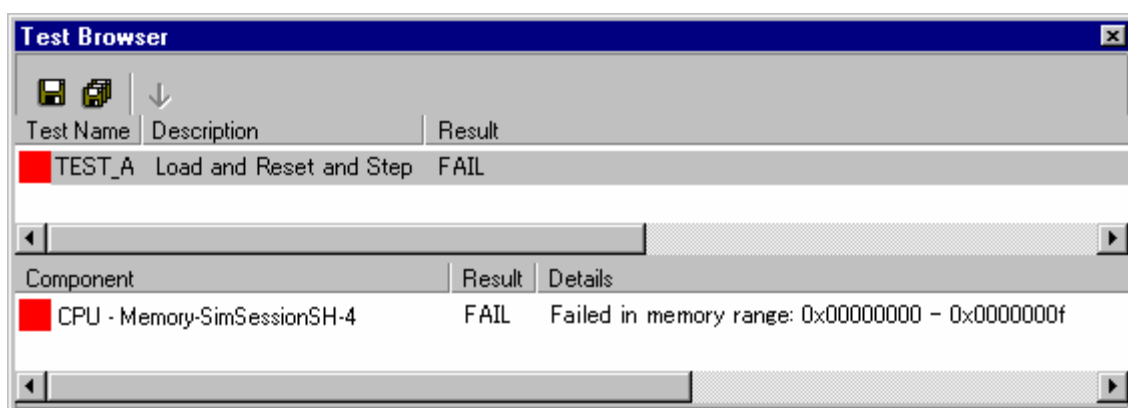 Test Browser
Test Name Description Result
TEST_A Load and Reset and Step FAIL
Component Result Details
CPU - Memory-SimSessionSH-4 FAIL Failed in memory range: 0x00000000 - 0x0000000f